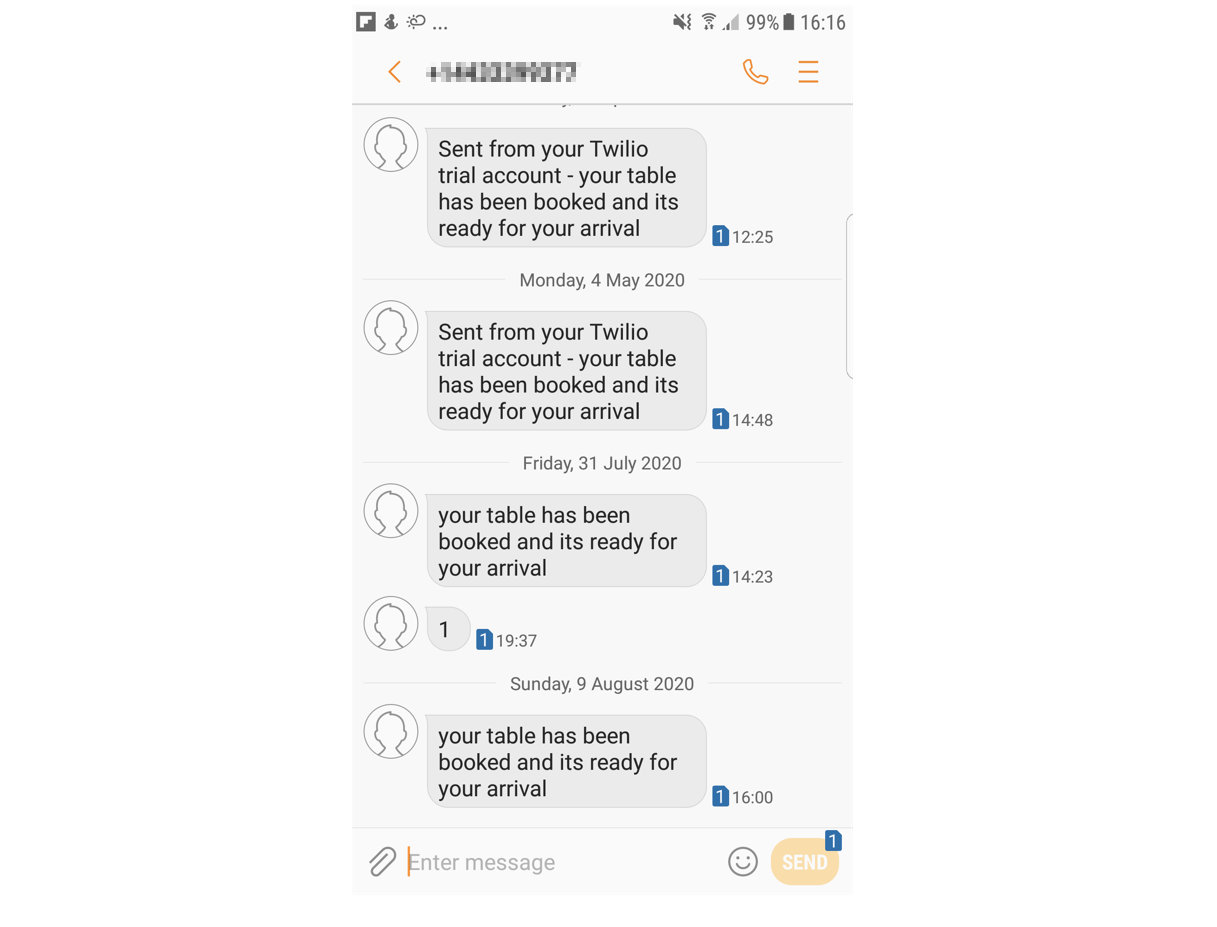 ... 99% 16:16
Sent from your Twilio
trial account - your table
has been booked and its
ready for your arrival
1 12:25
Monday, 4 May 2020
Sent from your Twilio
trial account - your table
has been booked and its
ready for your arrival
1 14:48
Friday, 31 July 2020
your table has been
booked and its ready for
your arrival
1 14:23
1
1 19:37
Sunday, 9 August 2020
your table has been
booked and its ready for
your arrival
1 16:00
1
Enter message
SEND